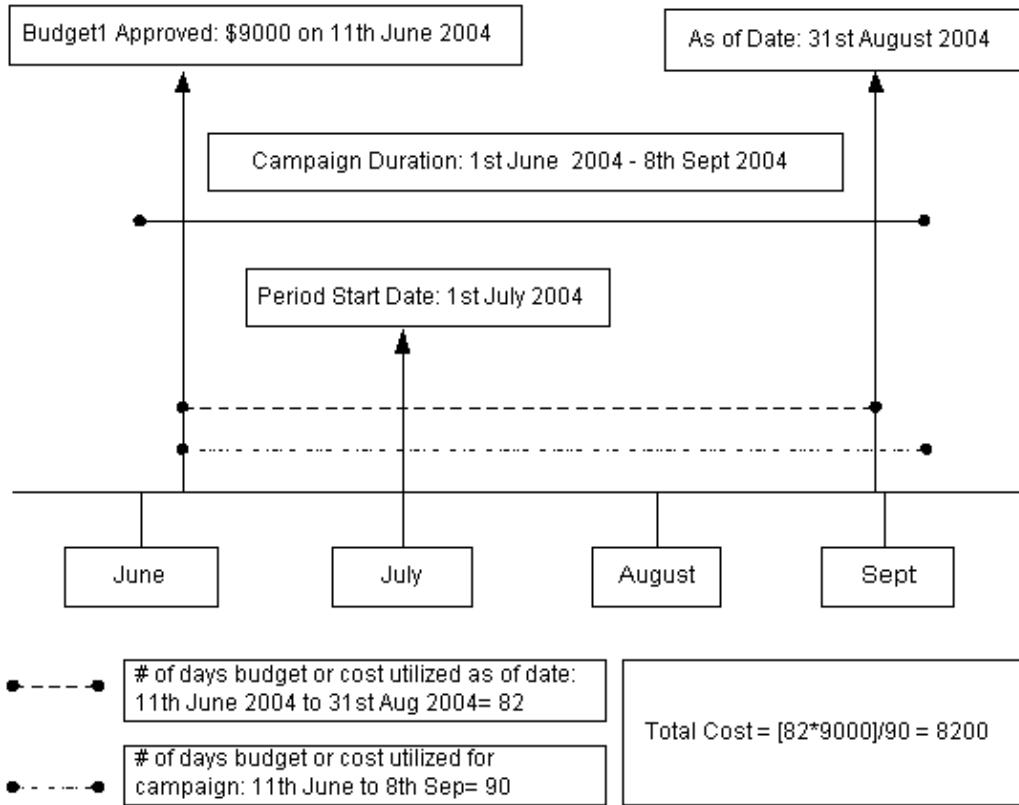 Budget1 Approved: $9000 on 11th June 2004
As of Date: 31st August 2004
Campaign Duration: 1st June 2004 - 8th Sept 2004
Period Start Date: 1st July 2004
June
July
August
Sept
# of days budget or cost utilized as of date:
11th June 2004 to 31st Aug 2004= 82
# of days budget or cost utilized for
campaign: 11th June to 8th Sep= 90
Total Cost = [82*9000]/90 = 8200